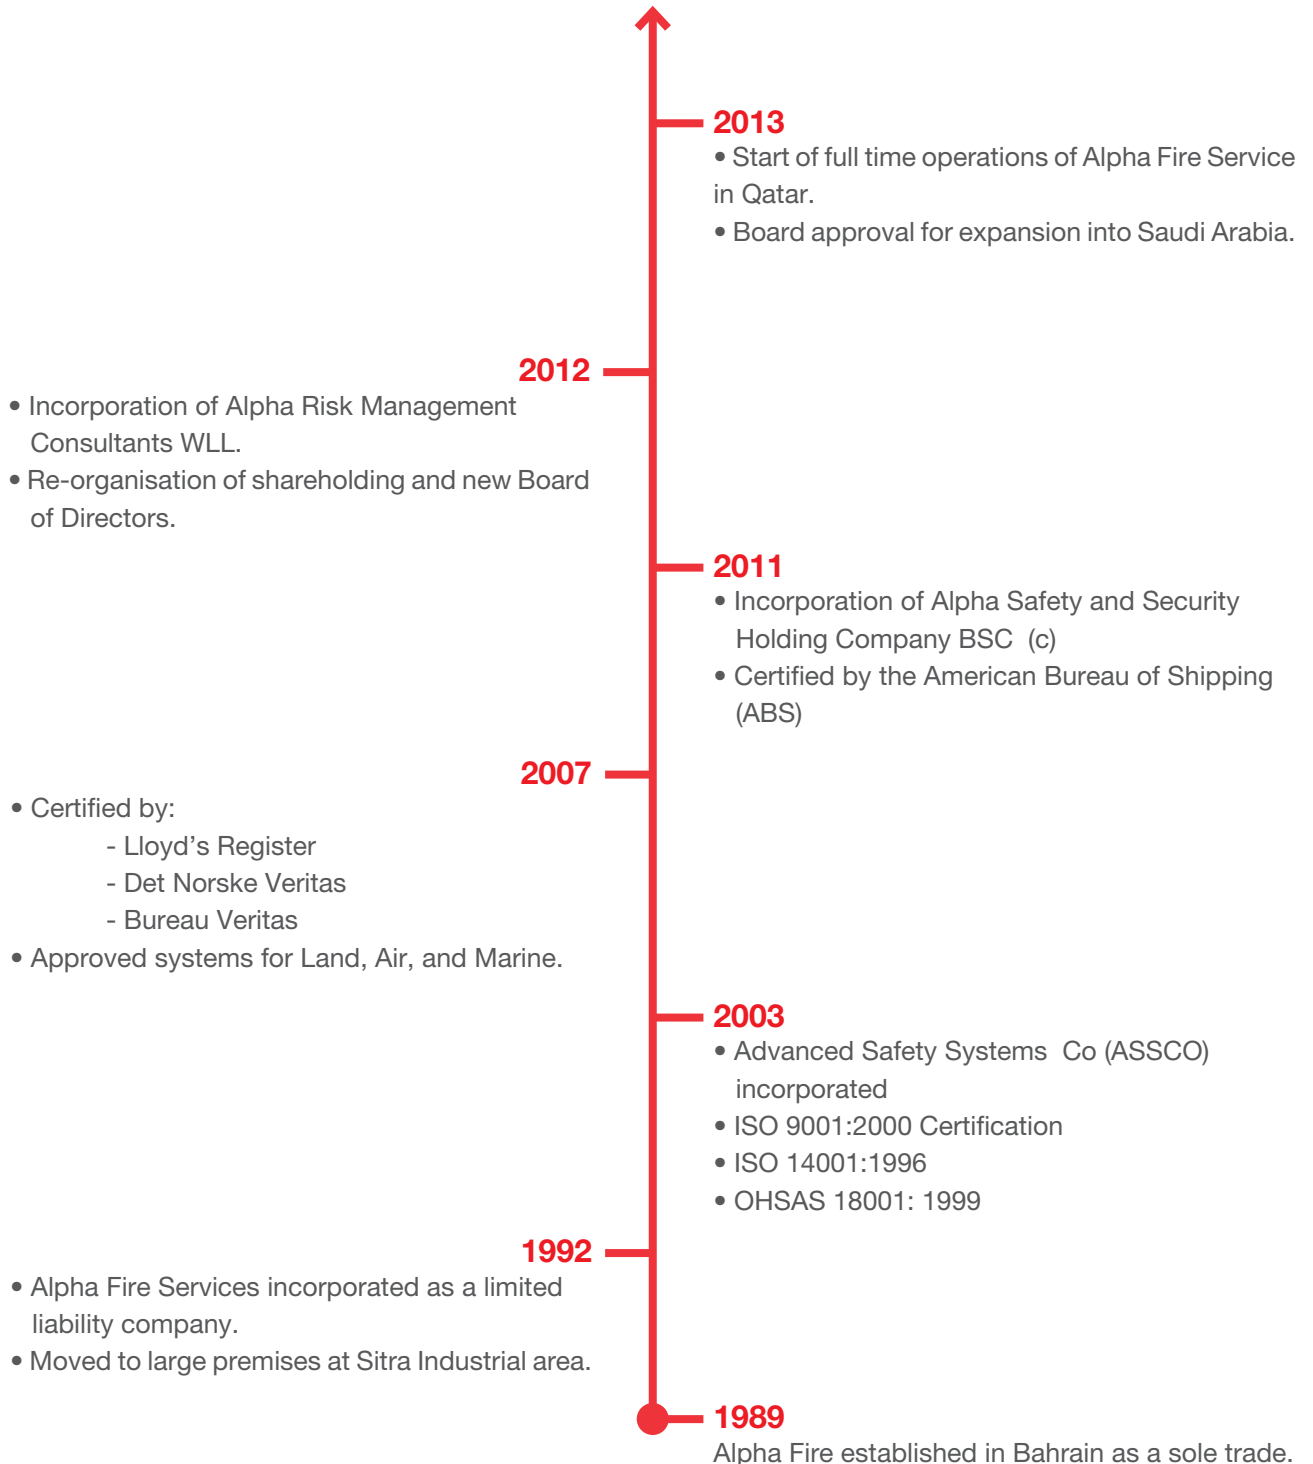 2013
• Start of full time operations of Alpha Fire Service
in Qatar.
• Board approval for expansion into Saudi Arabia.
2012
• Incorporation of Alpha Risk Management
Consultants WLL.
• Re-organisation of shareholding and new Board
of Directors.
2011
• Incorporation of Alpha Safety and Security
Holding Company BSC (c)
• Certified by the American Bureau of Shipping
(ABS)
2007
• Certified by:
- Lloyd’s Register
- Det Norske Veritas
- Bureau Veritas
• Approved systems for Land, Air, and Marine.
2003
• Advanced Safety Systems Co (ASSCO)
incorporated
• ISO 9001:2000 Certification
• ISO 14001:1996
• OHSAS 18001: 1999
1992
• Alpha Fire Services incorporated as a limited
liability company.
• Moved to large premises at Sitra Industrial area.
1989
Alpha Fire established in Bahrain as a sole trade.